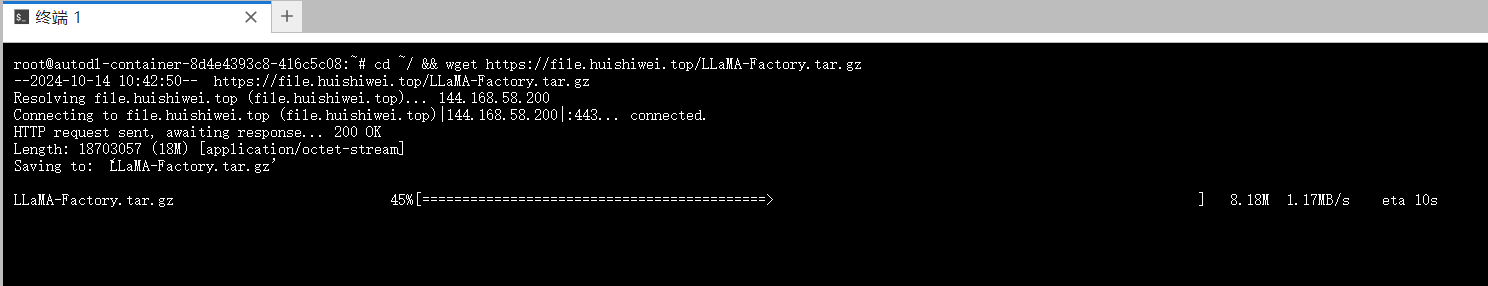 终端 1
root@autodl-container-8d4e4393c8-416c5c08:~# cd ~/ && wget https://file.huishiwei.top/LLaMA-Factory.tar.gz
--2024-10-14 10:42:50--  https://file.huishiwei.top/LLaMA-Factory.tar.gz
Resolving file.huishiwei.top (file.huishiwei.top)... 144.168.58.200
Connecting to file.huishiwei.top (file.huishiwei.top)|144.168.58.200|:443... connected.
HTTP request sent, awaiting response... 200 OK
Length: 18703057 (18M) [application/octet-stream]
Saving to: ‘LLaMA-Factory.tar.gz’
LLaMA-Factory.tar.gz 45%[===========================================> ] 8.18M 1.17MB/s eta 10s